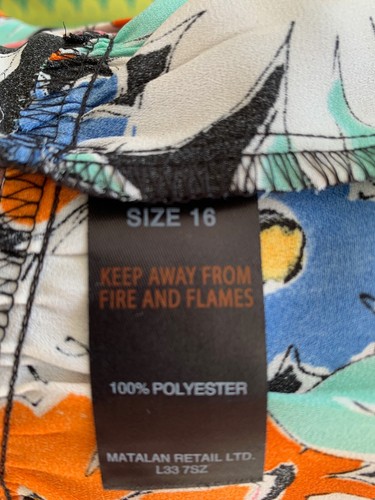 SIZE 16
KEEP AWAY FROM
FIRE AND FLAMES
100% POLYESTER
MATALAN RETAIL LTD.
L33 7SZ